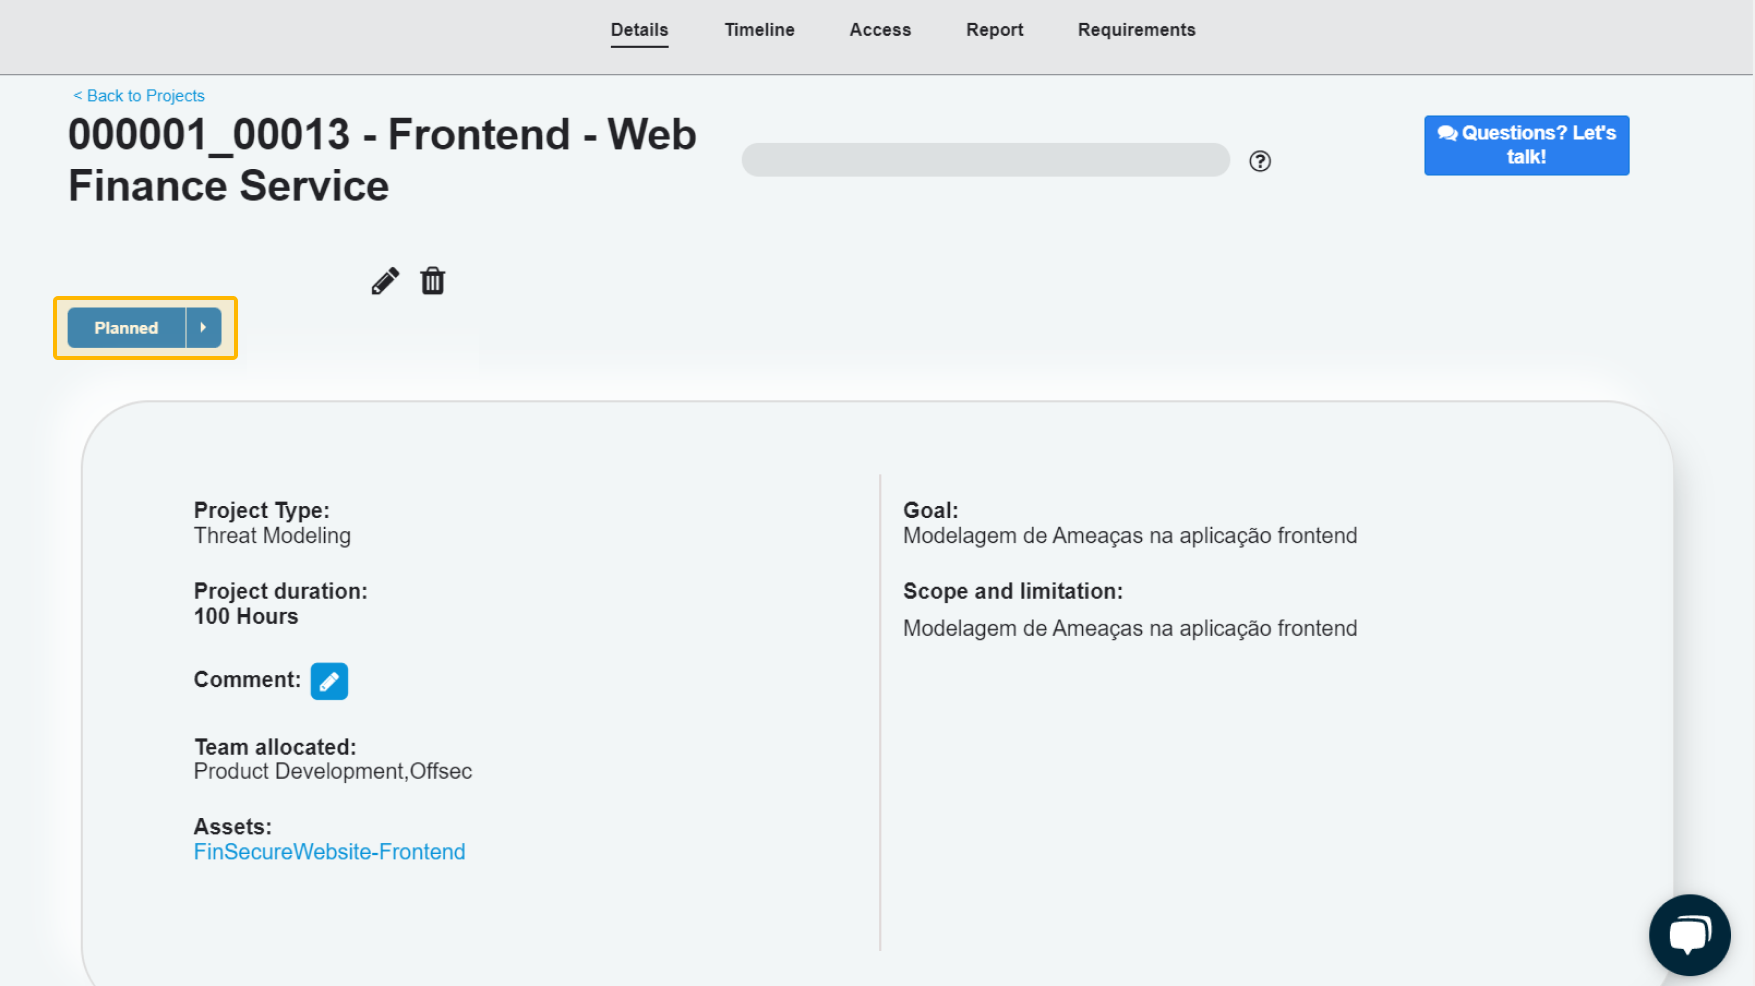 Details Timeline Access Report Requirements
< Back to Projects
000001_00013 - Frontend - Web
Finance Service
Questions? Let's
talk!
Planned
Project Type:
Threat Modeling
Project duration:
100 Hours
Comment:
Team allocated:
Product Development,Offsec
Assets:
FinSecureWebsite-Frontend
Goal:
Modelagem de Ameaças na aplicação frontend
Scope and limitation:
Modelagem de Ameaças na aplicação frontend